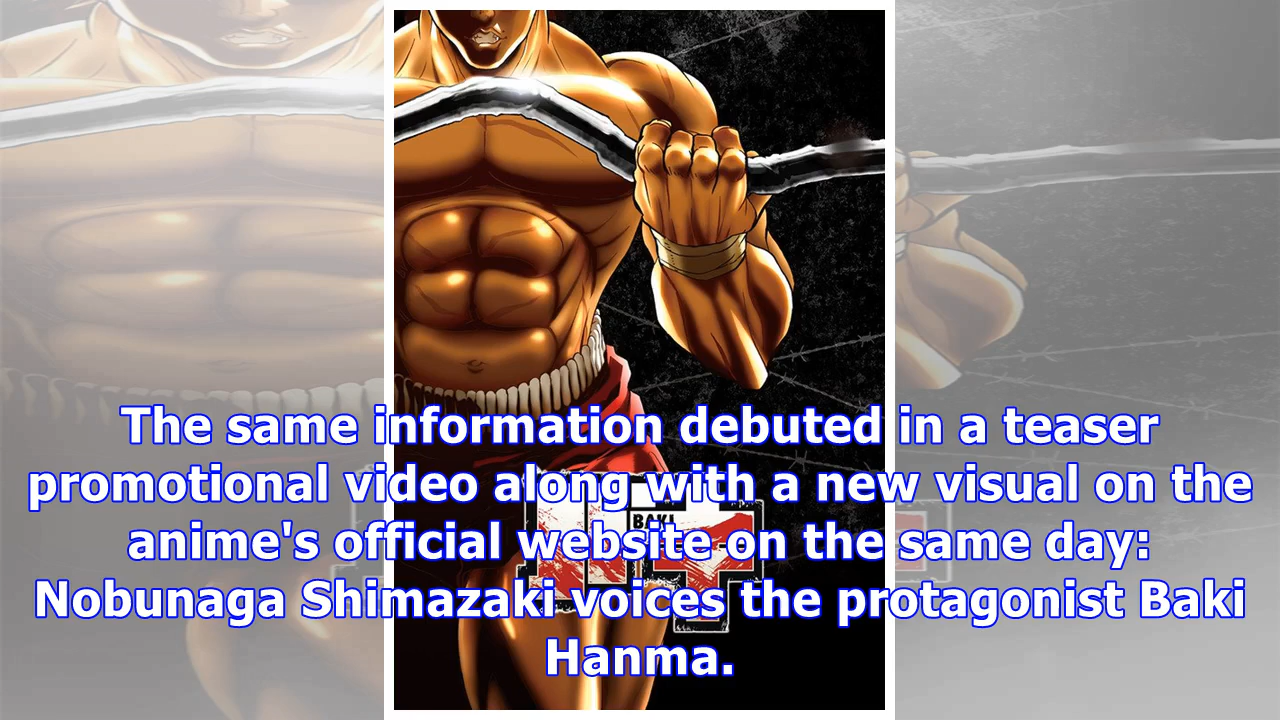 The same information debuted in a teaser
promotional video along with a new visual on the
anime's official website on the same day:
BAKI
Nobunaga Shimazaki voices the protagonist Baki
Hanma.